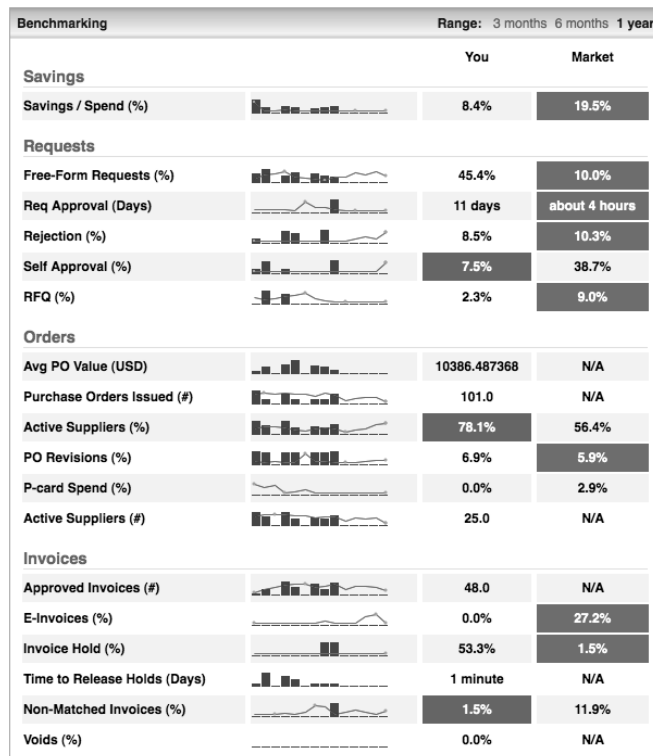 Benchmarking Range: 3 months 6 months 1 year
You Market
Savings
Savings / Spend (%) 8.4% 19.5%
Requests
Free-Form Requests (%) 45.4% 10.0%
Req Approval (Days) 11 days about 4 hours
Rejection (%) 8.5% 10.3%
Self Approval (%) 7.5% 38.7%
RFQ (%) 2.3% 9.0%
Orders
Avg PO Value (USD) 10386.487368 N/A
Purchase Orders Issued (#) 101.0 N/A
Active Suppliers (%) 78.1% 56.4%
PO Revisions (%) 6.9% 5.9%
P-card Spend (%) 0.0% 2.9%
Active Suppliers (#) 25.0 N/A
Invoices
Approved Invoices (#) 48.0 N/A
E-Invoices (%) 0.0% 27.2%
Invoice Hold (%) 53.3% 1.5%
Time to Release Holds (Days) 1 minute N/A
Non-Matched Invoices (%) 1.5% 11.9%
Voids (%) 0.0% N/A